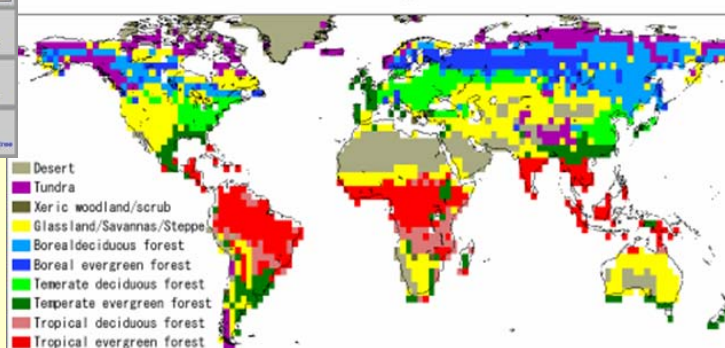 tree
Desert
Tundra
Xeric woodland/scrub
Glassland/Savannas/Steppe
Borealdeciduous forest
Boreal evergreen forest
Temerate deciduous forest
Temperate evergreen forest
Tropical deciduous forest
Tropical evergreen forest